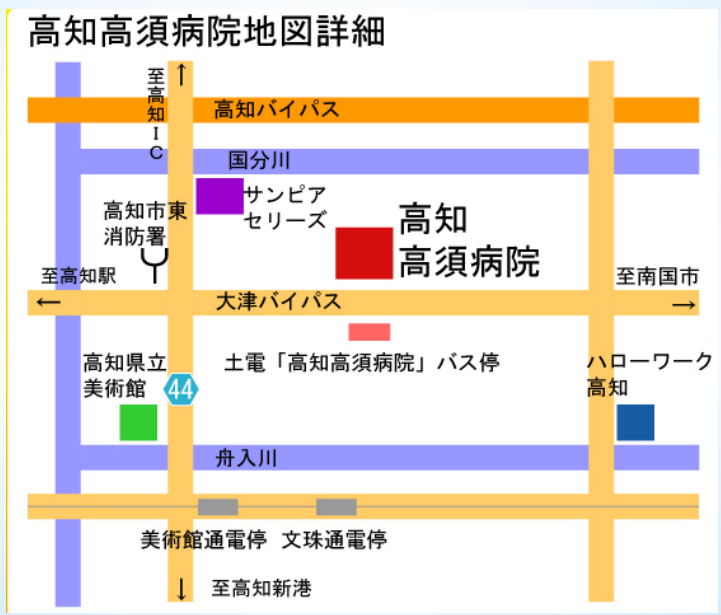 高知高須病院地図詳細
至高知IC
↑
高知バイパス
国分川
サンピア
セリーズ
高知市東
消防署
高知
高須病院
至高知駅
←
大津バイパス
至南国市
→
高知県立
美術館
44
土電「高知高須病院」バス停
ハローワーク
高知
舟入川
美術館通電停
文珠通電停
↓
至高知新港